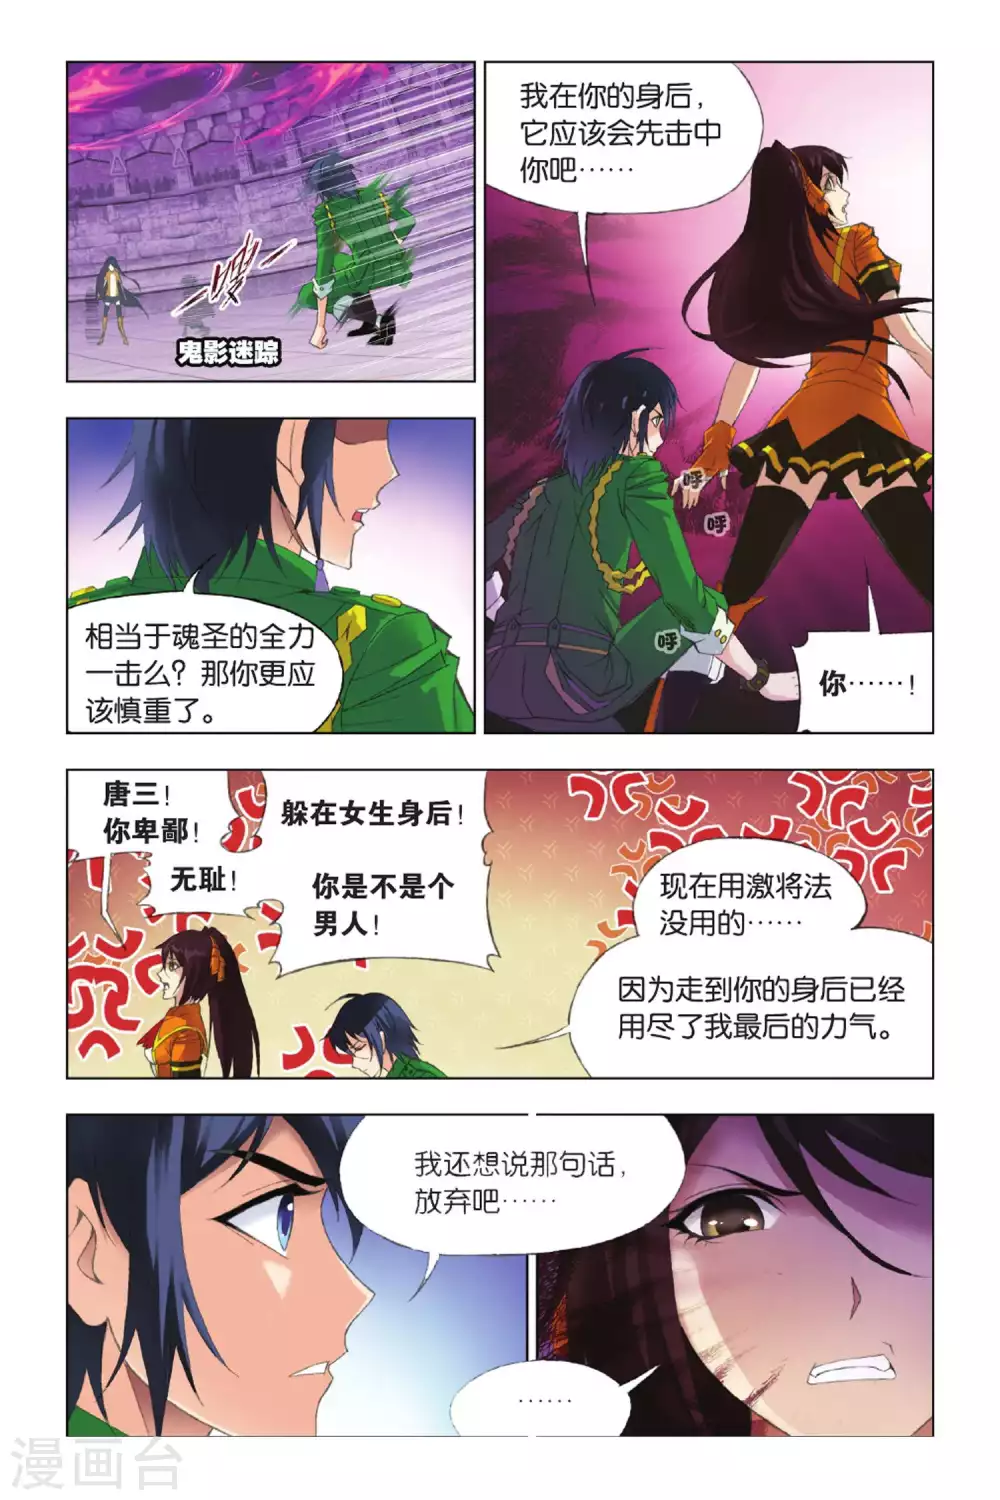 嗖
鬼影迷踪
我在你的身后，
它应该会先击中
你吧……
呼
呼
呼
你……！
相当于魂圣的全力
一击么？那你更应
该慎重了。
唐三！
你卑鄙！
无耻！
躲在女生身后！
你是不是个
男人！
现在用激将法
没用的……
因为走到你的身后已经
用尽了我最后的力气。
我还想说那句话，
放弃吧……
……
漫画台